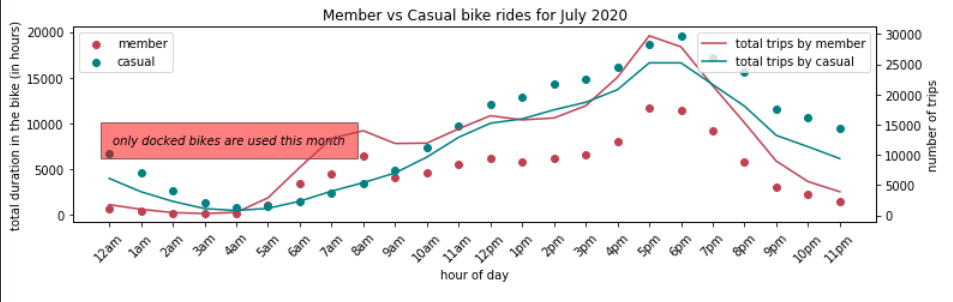 Member vs Casual bike rides for July 2020
total duration in the bike (in hours)
20000
15000
10000
5000
0
member
casual
only docked bikes are used this month
total trips by member
total trips by casual
30000
25000
20000
15000
10000
5000
0
number of trips
12am 1am 2am 3am 4am 5am 6am 7am 8am 9am 10am 11am 12pm 1pm 2pm 3pm 4pm 5pm 6pm 7pm 8pm 9pm 10pm 11pm
hour of day